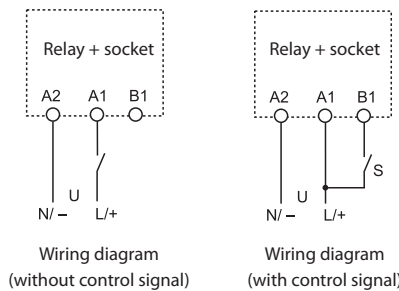 Relay + socket
A2 A1 B1
U
N/ – L/+
Wiring diagram
(without control signal)
Relay + socket
A2 A1 B1
S
U
N/ – L/+
Wiring diagram
(with control signal)